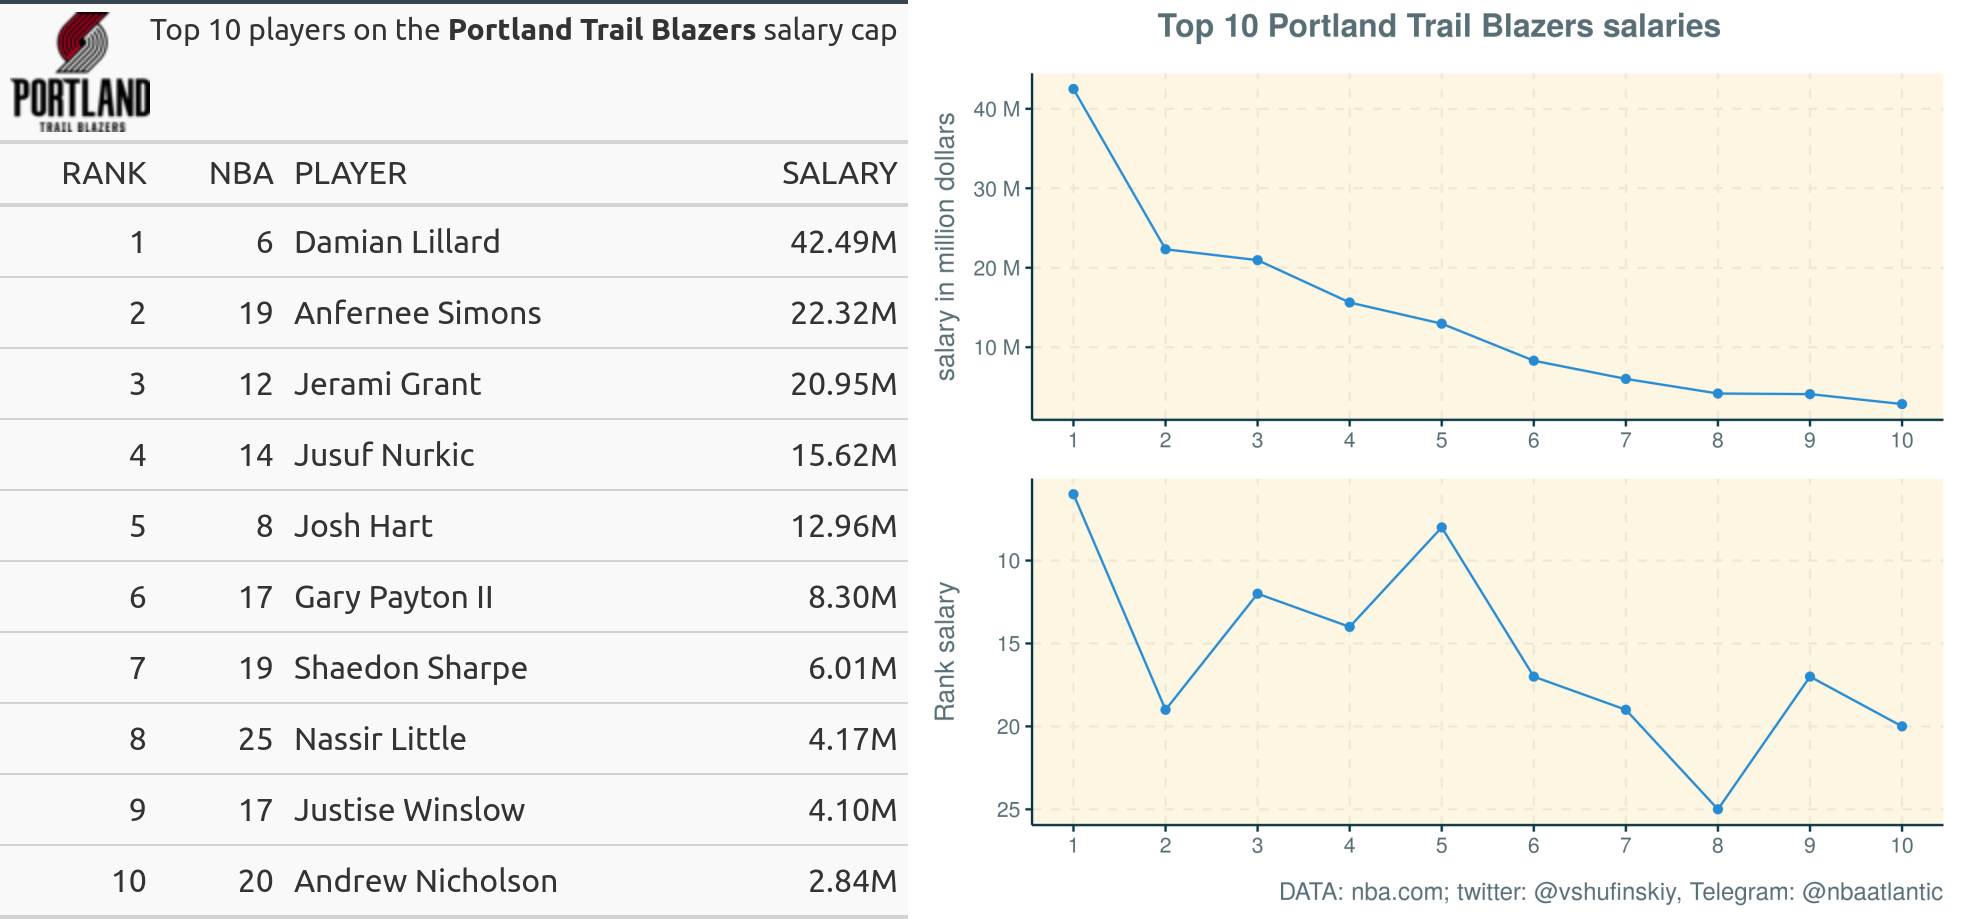 Top 10 players on the Portland Trail Blazers salary cap
PORTLAND
TRAIL BLAZERS
RANK NBA PLAYER SALARY
1 6 Damian Lillard 42.49M
2 19 Anfernee Simons 22.32M
3 12 Jerami Grant 20.95M
4 14 Jusuf Nurkic 15.62M
5 8 Josh Hart 12.96M
6 17 Gary Payton II 8.30M
7 19 Shaedon Sharpe 6.01M
8 25 Nassir Little 4.17M
9 17 Justise Winslow 4.10M
10 20 Andrew Nicholson 2.84M
Top 10 Portland Trail Blazers salaries
salary in million dollars
40 M
30 M
20 M
10 M
1 2 3 4 5 6 7 8 9 10
Rank salary
10
15
20
25
1 2 3 4 5 6 7 8 9 10
DATA: nba.com; twitter: @vshufinskiy, Telegram: @nbaatlantic